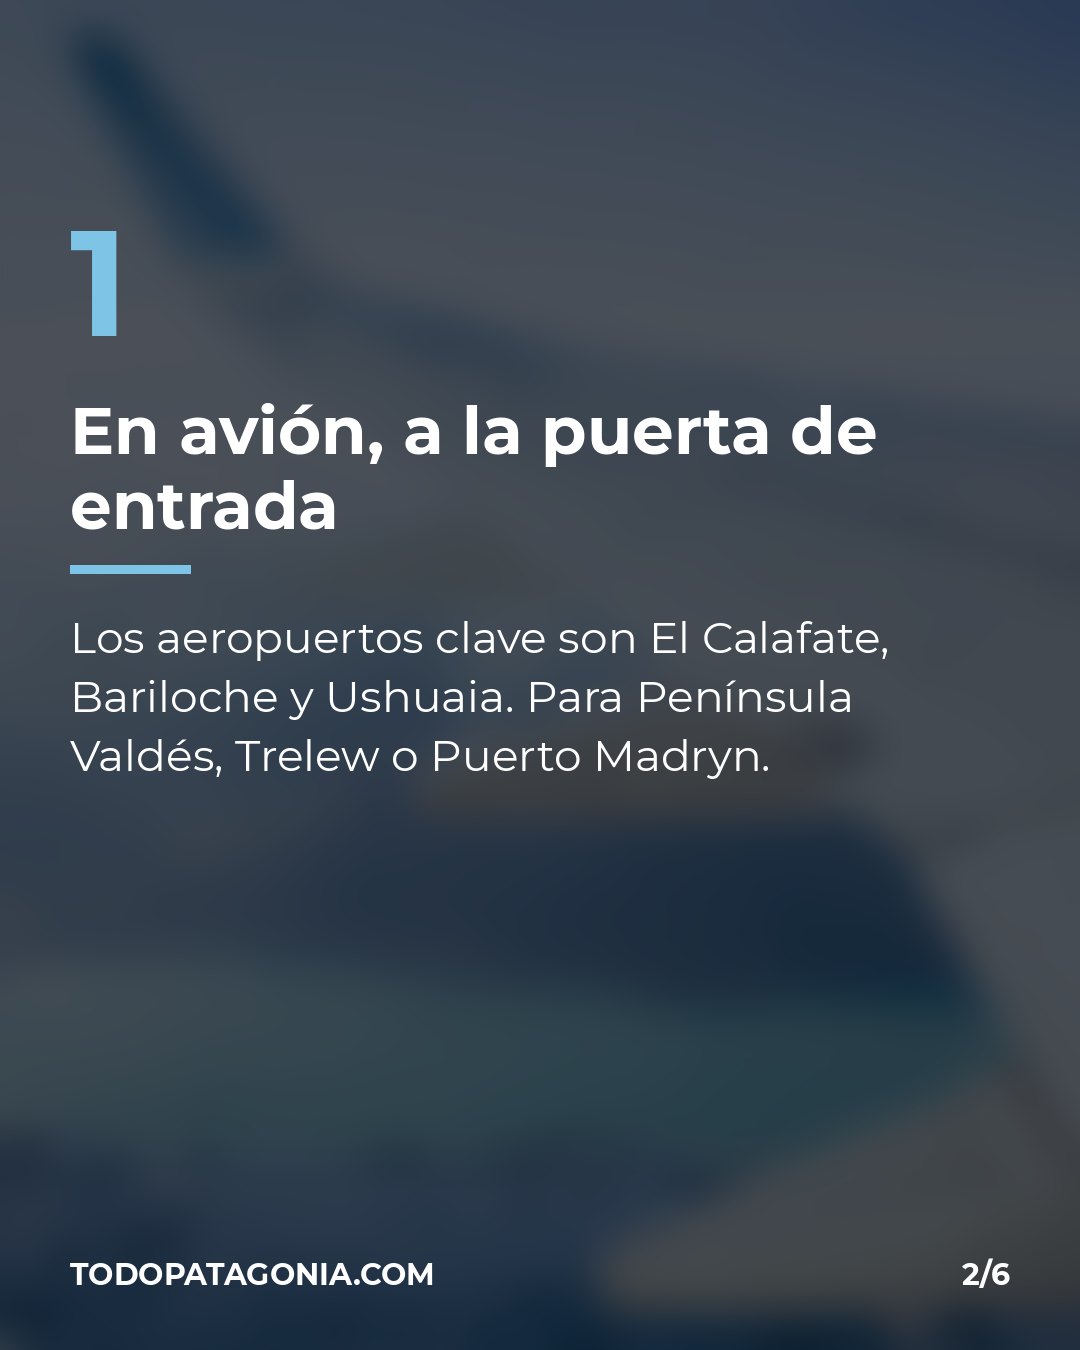 1
En avión, a la puerta de
entrada
Los aeropuertos clave son El Calafate,
Bariloche y Ushuaia. Para Península
Valdés, Trelew o Puerto Madryn.
TODOPATAGONIA.COM
2/6